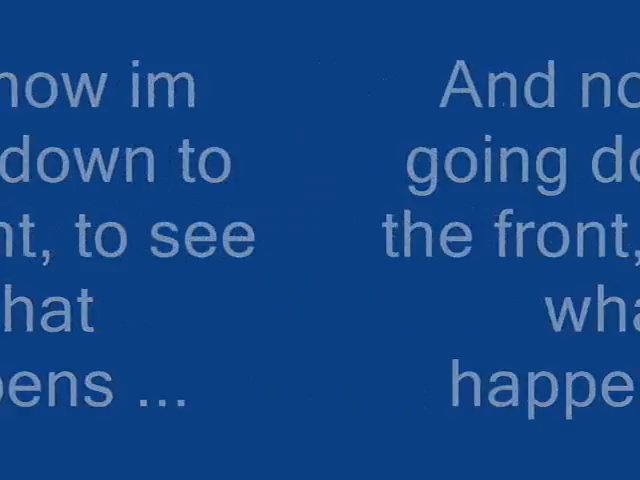 now im
down to
nt, to see
hat
pens ...
And no
going do
the front,
wha
happe